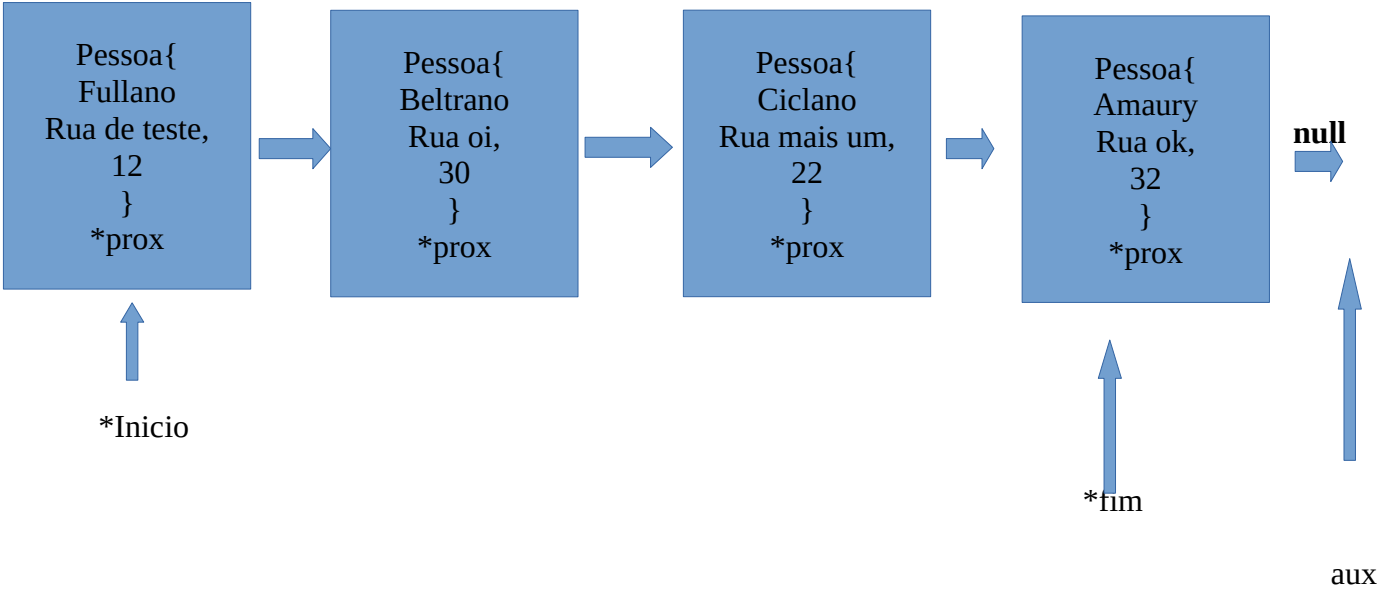 Pessoa{
Fullano
Rua de teste,
12
}
*prox
Pessoa{
Beltrano
Rua oi,
30
}
*prox
Pessoa{
Ciclano
Rua mais um,
22
}
*prox
Pessoa{
Amaury
Rua ok,
32
}
*prox
null
*Inicio
*fim
aux